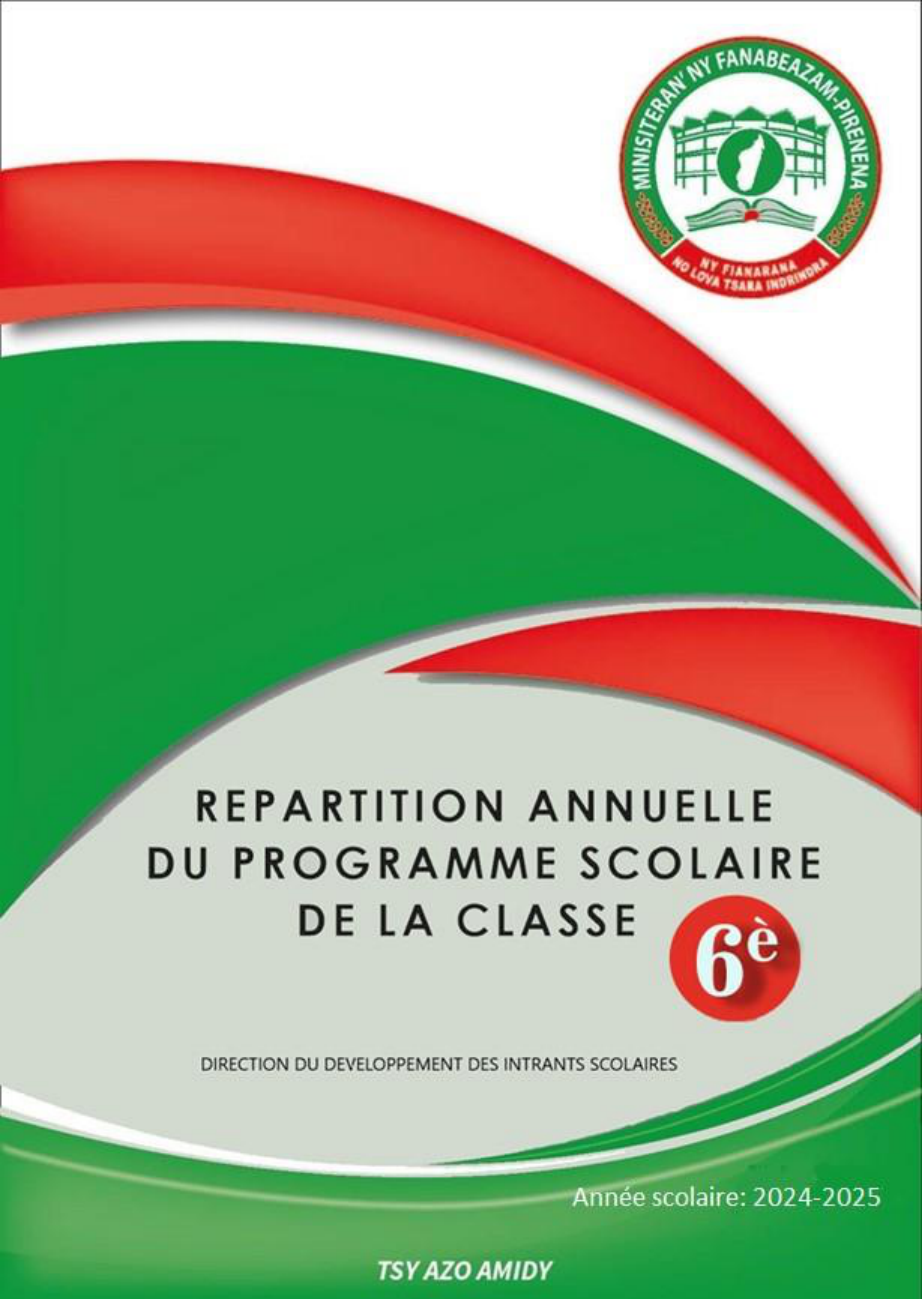 MINISITERAN' NY FANABEAZAM-PIRENENA
NY FIANARANA
NO LOVA TSARA INDRINDRA
REPARTITION ANNUELLE
DU PROGRAMME SCOLAIRE
DE LA CLASSE
6è
DIRECTION DU DEVELOPPEMENT DES INTRANTS SCOLAIRES
Année scolaire: 2024-2025
TSY AZO AMIDY